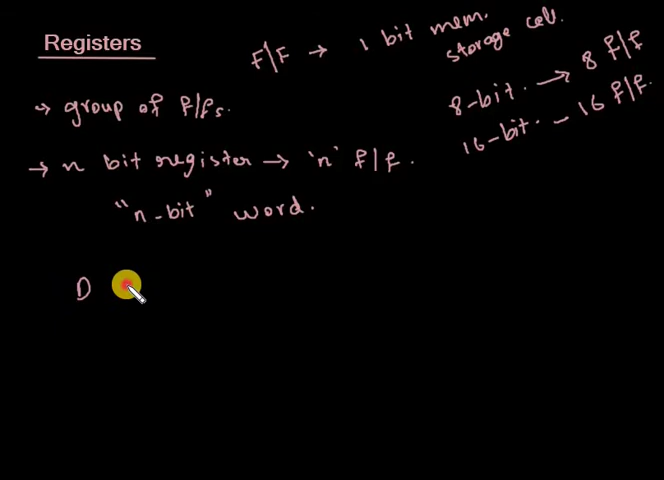 Registers
F/F → 1 bit mem. storage cell.
→ group of f/fs.
8-bit. → 8 f/f
16-bit. – 16 f/f.
→ n bit register → 'n' f/f.
"n-bit" word.
D